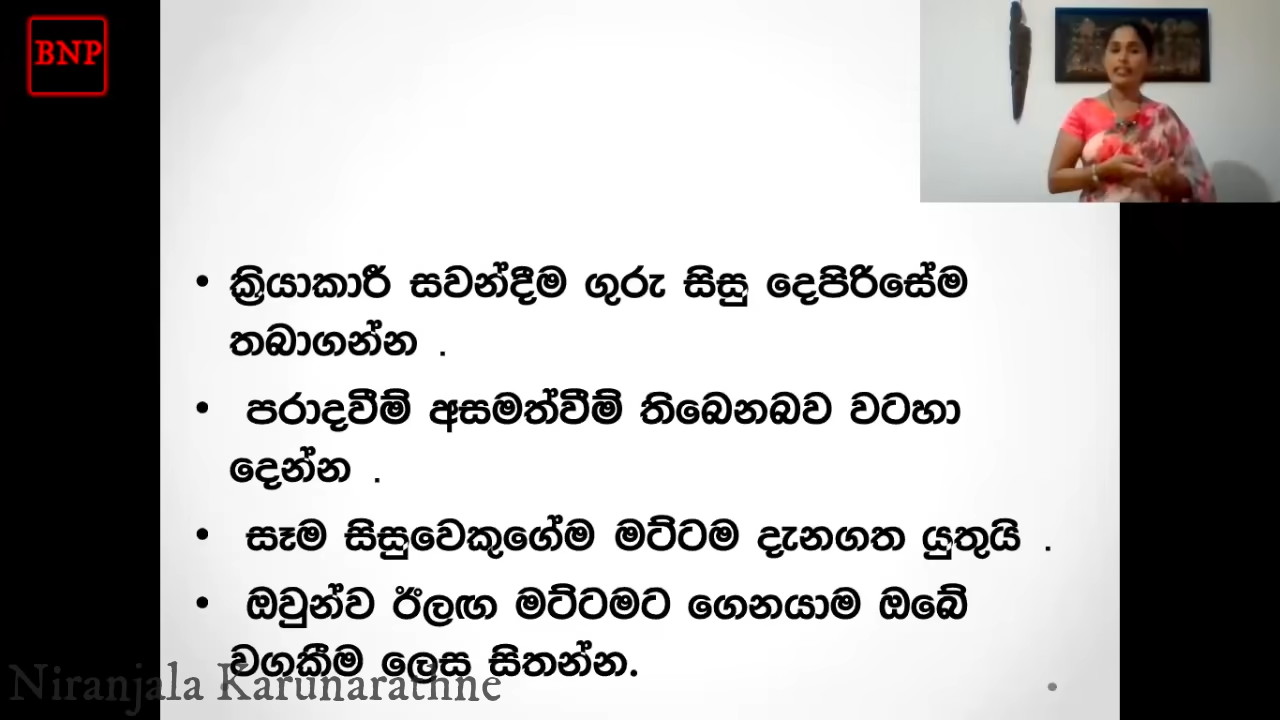 BNP
• ක්‍රියාකාරී සවන්දීම ගුරු සිසු දෙපිරිසේම
තබාගන්න .
• පරාදවීම් අසමත්වීම් තිබෙනබව වටහා
දෙන්න .
• සෑම සිසුවෙකුගේම මට්ටම දැනගත යුතුයි .
• ඔවුන්ව ඊලඟ මට්ටමට ගෙනයාම ඔබේ
වගකීම ලෙස සිතන්න.
Niranjala Karunarathne